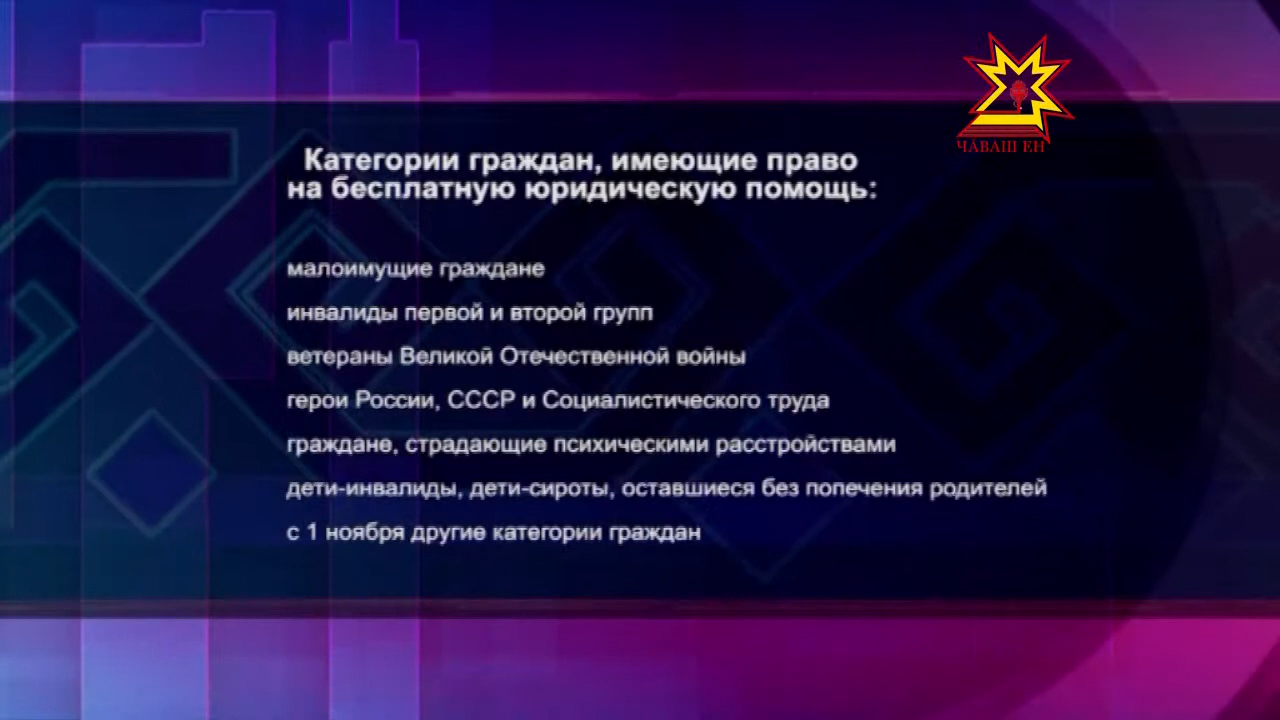 ЧӐВАШ ЕН
Категории граждан, имеющие право
на бесплатную юридическую помощь:
малоимущие граждане
инвалиды первой и второй групп
ветераны Великой Отечественной войны
герои России, СССР и Социалистического труда
граждане, страдающие психическими расстройствами
дети-инвалиды, дети-сироты, оставшиеся без попечения родителей
с 1 ноября другие категории граждан